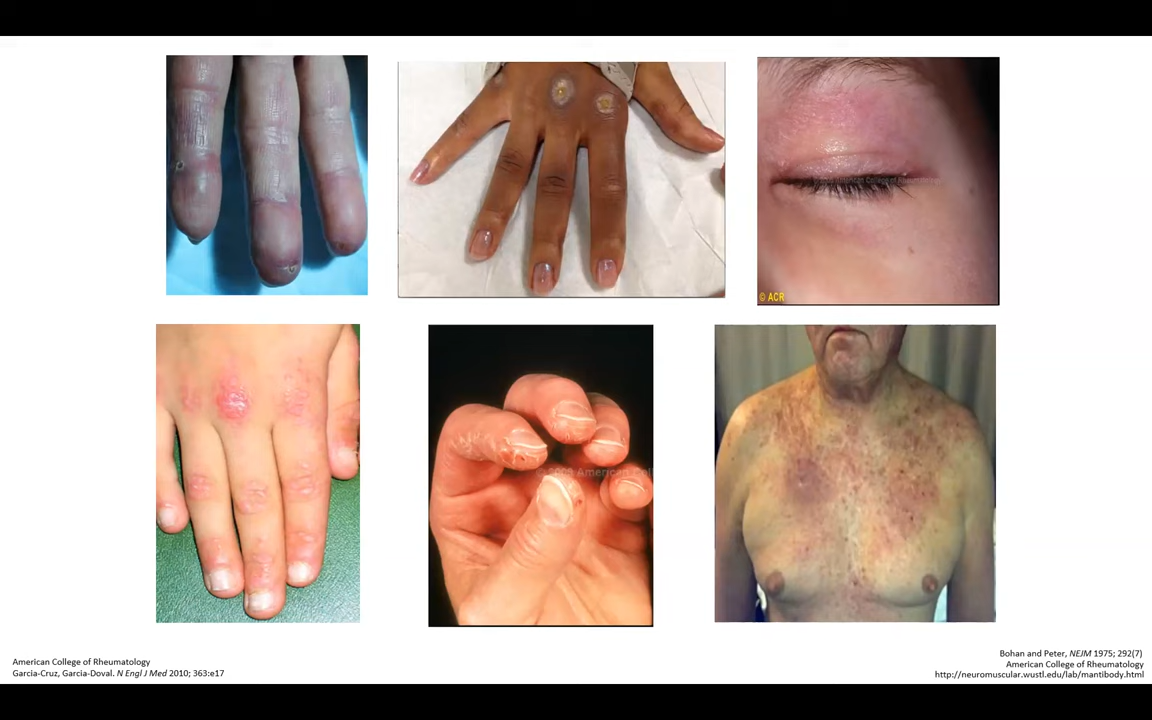 © ACR
American College of Rheumatology
Garcia-Cruz, Garcia-Doval. N Engl J Med 2010; 363:e17
Bohan and Peter, NEJM 1975; 292(7)
American College of Rheumatology
http://neuromuscular.wustl.edu/lab/mantibody.html